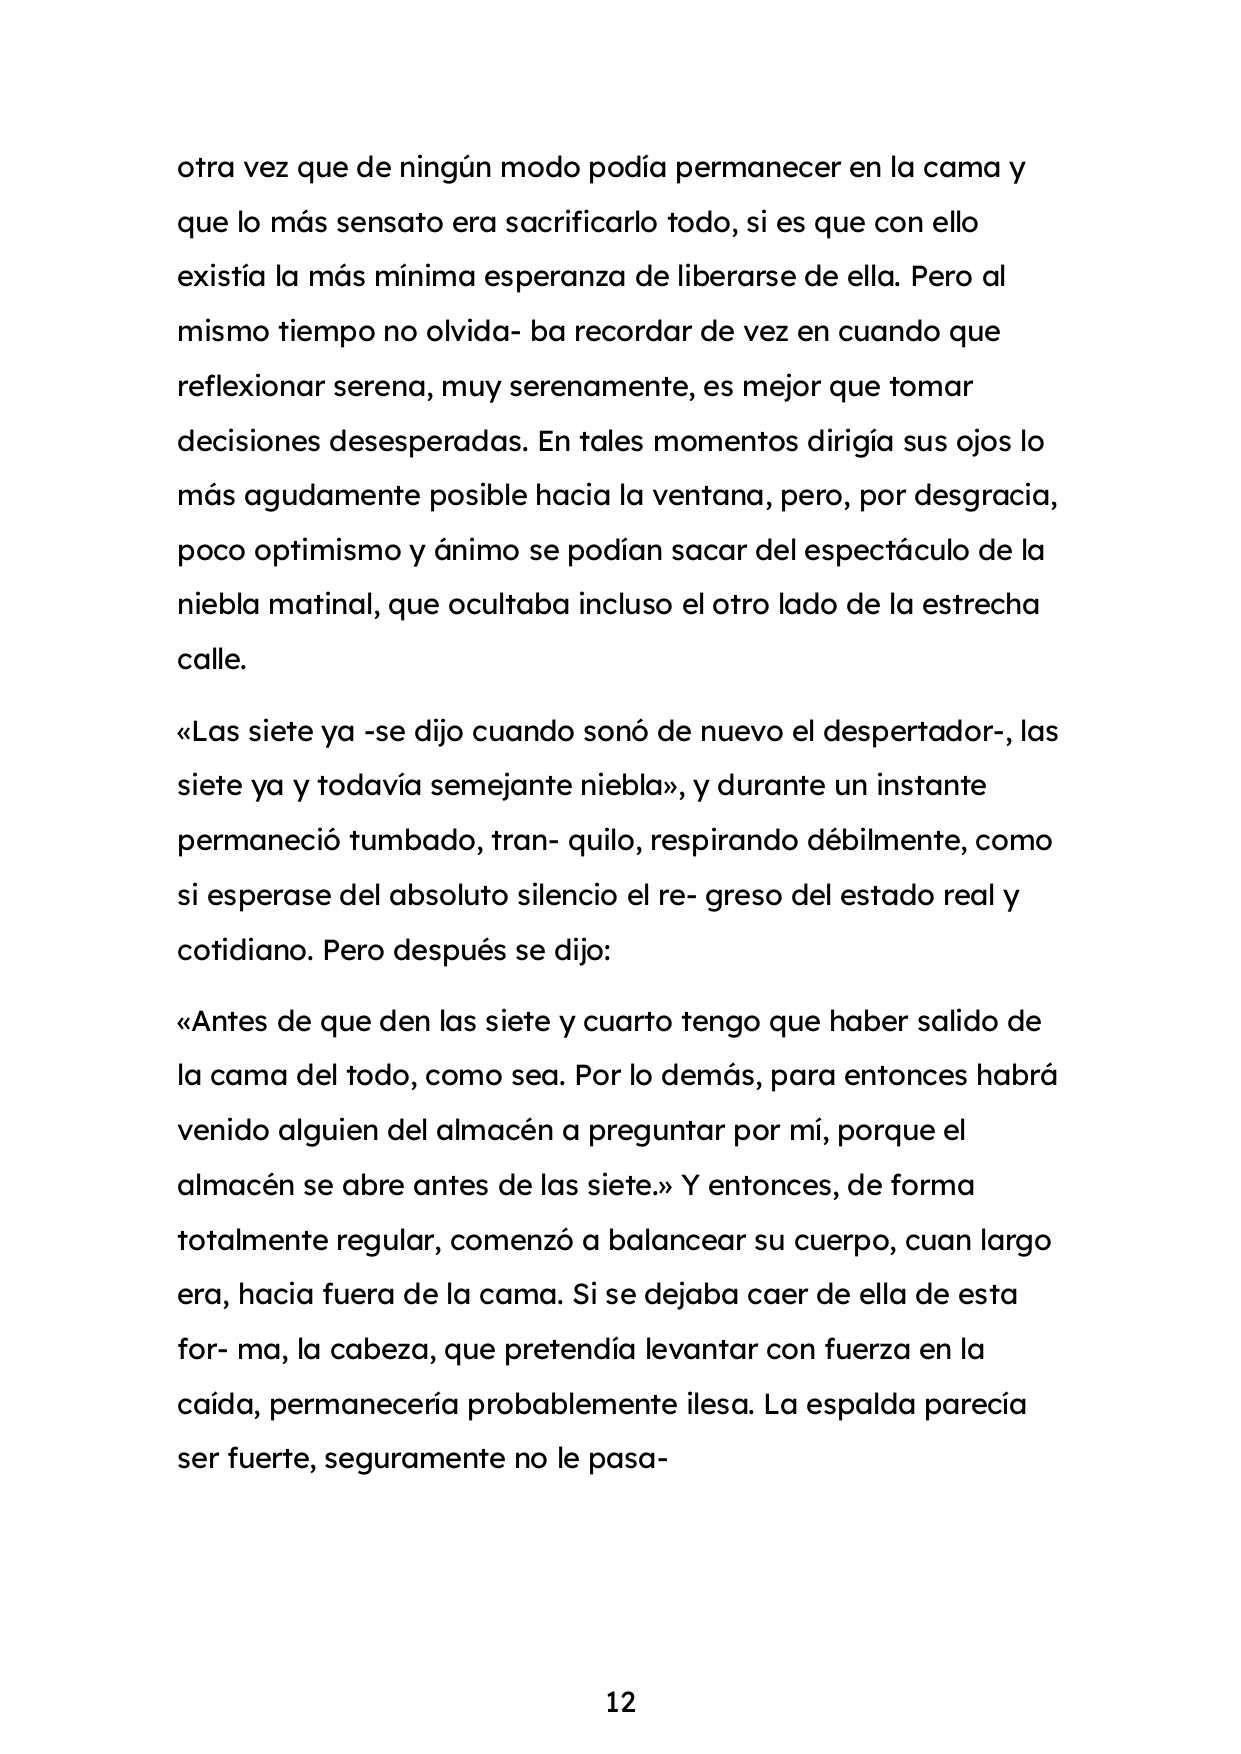 otra vez que de ningún modo podía permanecer en la cama y
que lo más sensato era sacrificarlo todo, si es que con ello
existía la más mínima esperanza de liberarse de ella. Pero al
mismo tiempo no olvida- ba recordar de vez en cuando que
reflexionar serena, muy serenamente, es mejor que tomar
decisiones desesperadas. En tales momentos dirigía sus ojos lo
más agudamente posible hacia la ventana, pero, por desgracia,
poco optimismo y ánimo se podían sacar del espectáculo de la
niebla matinal, que ocultaba incluso el otro lado de la estrecha
calle.
«Las siete ya -se dijo cuando sonó de nuevo el despertador-, las
siete ya y todavía semejante niebla», y durante un instante
permaneció tumbado, tran- quilo, respirando débilmente, como
si esperase del absoluto silencio el re- greso del estado real y
cotidiano. Pero después se dijo:
«Antes de que den las siete y cuarto tengo que haber salido de
la cama del todo, como sea. Por lo demás, para entonces habrá
venido alguien del almacén a preguntar por mí, porque el
almacén se abre antes de las siete.» Y entonces, de forma
totalmente regular, comenzó a balancear su cuerpo, cuan largo
era, hacia fuera de la cama. Si se dejaba caer de ella de esta
for- ma, la cabeza, que pretendía levantar con fuerza en la
caída, permanecería probablemente ilesa. La espalda parecía
ser fuerte, seguramente no le pasa-
12